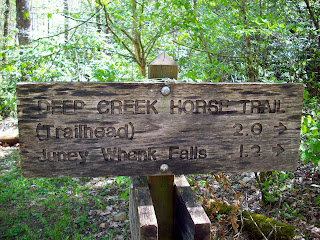 DEEP CREEK HORSE TRAIL
(Trailhead) 2.0 →
Juney Whank Falls 1.2 →